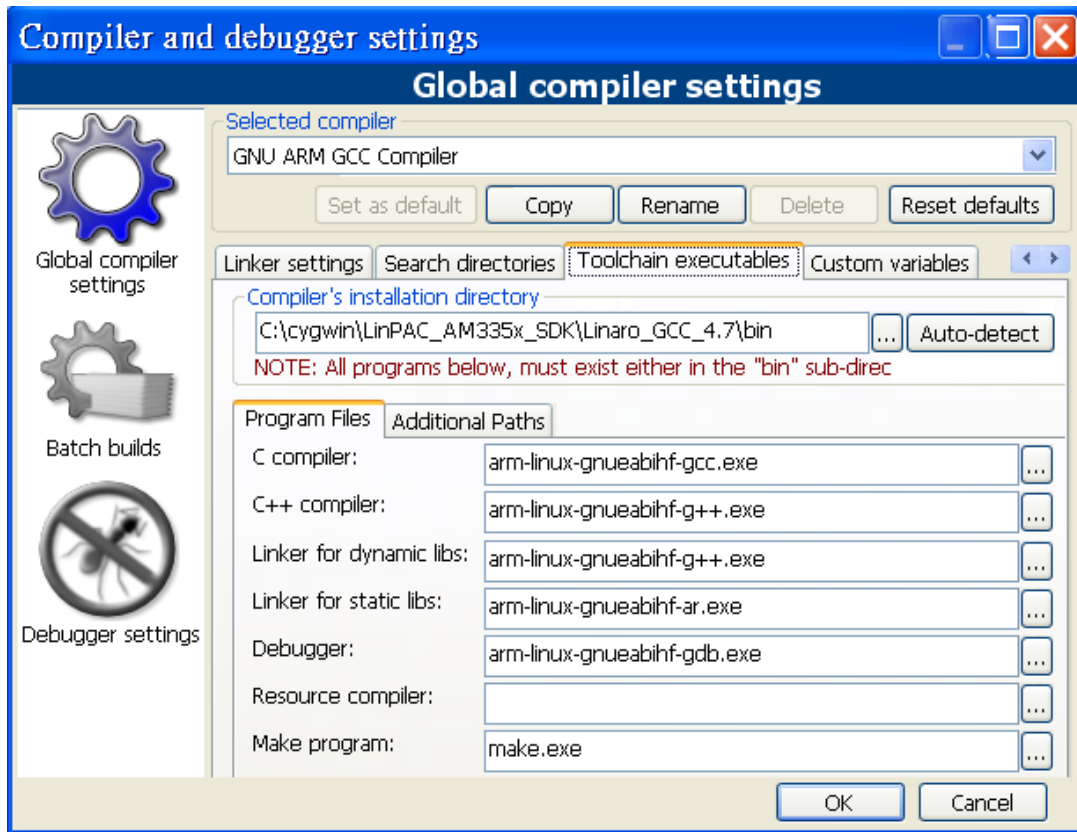 Compiler and debugger settings
Global compiler settings
Global compiler
settings
Batch builds
Debugger settings
Selected compiler
GNU ARM GCC Compiler
Set as default Copy Rename Delete Reset defaults
Linker settings Search directories Toolchain executables Custom variables
Compiler's installation directory
C:\cygwin\LinPAC_AM335x_SDK\Linaro_GCC_4.7\bin ... Auto-detect
NOTE: All programs below, must exist either in the "bin" sub-direc
Program Files Additional Paths
C compiler: arm-linux-gnueabihf-gcc.exe ...
C++ compiler: arm-linux-gnueabihf-g++.exe ...
Linker for dynamic libs: arm-linux-gnueabihf-g++.exe ...
Linker for static libs: arm-linux-gnueabihf-ar.exe ...
Debugger: arm-linux-gnueabihf-gdb.exe ...
Resource compiler: ...
Make program: make.exe ...
OK Cancel